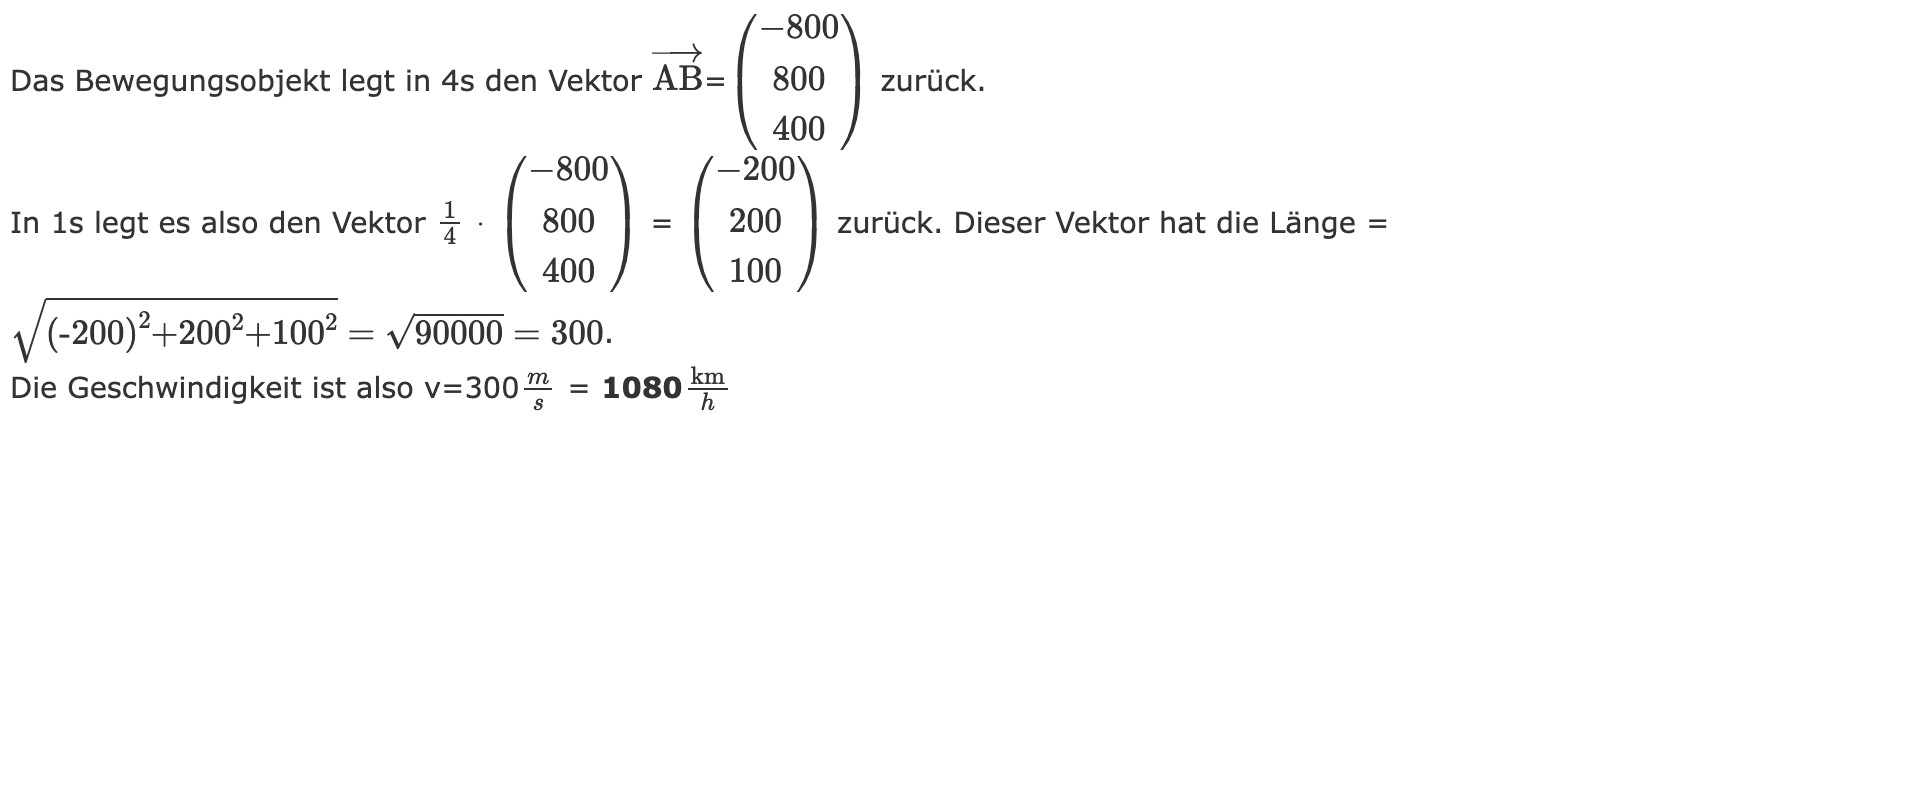 Das Bewegungsobjekt legt in 4s den Vektor $\overrightarrow{AB}$=$\begin{pmatrix}-800\\800\\400\end{pmatrix}$ zurück.
In 1s legt es also den Vektor $\frac{1}{4}$ · $\begin{pmatrix}-800\\800\\400\end{pmatrix}$ = $\begin{pmatrix}-200\\200\\100\end{pmatrix}$ zurück. Dieser Vektor hat die Länge =
$\sqrt{(-200)^2+200^2+100^2} = \sqrt{90000} = 300$.
Die Geschwindigkeit ist also v=300$\frac{m}{s}$ = 1080$\frac{km}{h}$